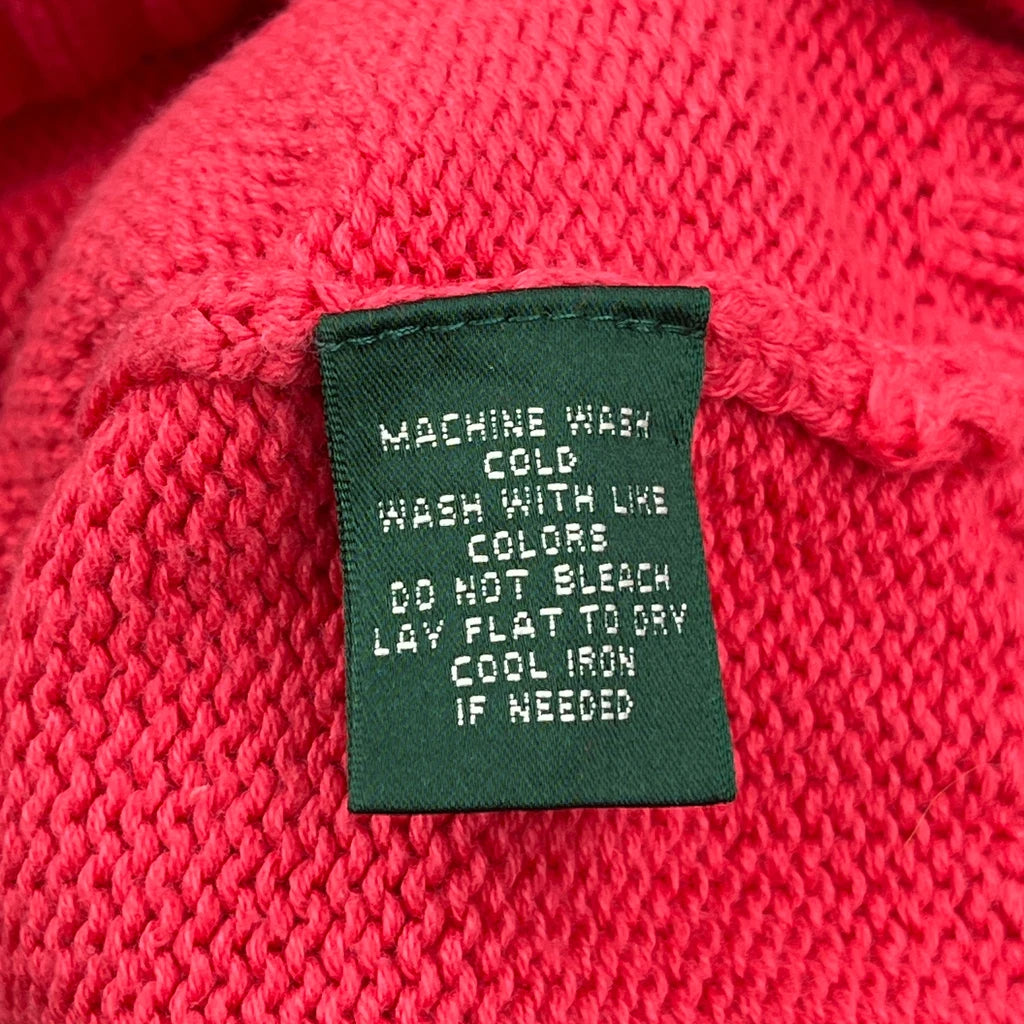 MACHINE WASH
COLD
WASH WITH LIKE
COLORS
DO NOT BLEACH
LAY FLAT TO DRY
COOL IRON
IF NEEDED